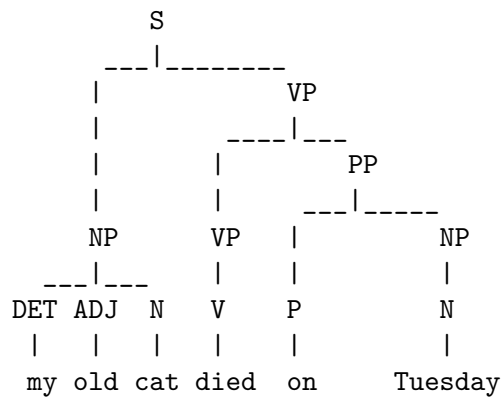 S
VP
PP
NP VP NP
DET ADJ N V P N
my old cat died on Tuesday